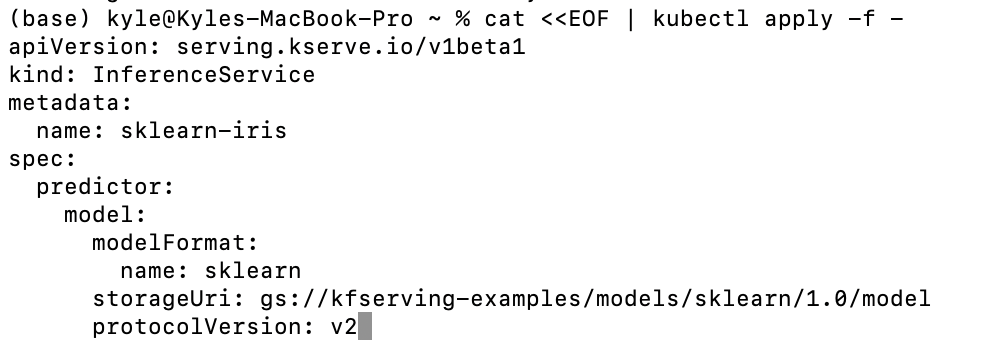 (base) kyle@Kyles-MacBook-Pro ~ % cat <<EOF | kubectl apply -f -
apiVersion: serving.kserve.io/v1beta1
kind: InferenceService
metadata:
  name: sklearn-iris
spec:
  predictor:
    model:
      modelFormat:
        name: sklearn
      storageUri: gs://kfserving-examples/models/sklearn/1.0/model
      protocolVersion: v2